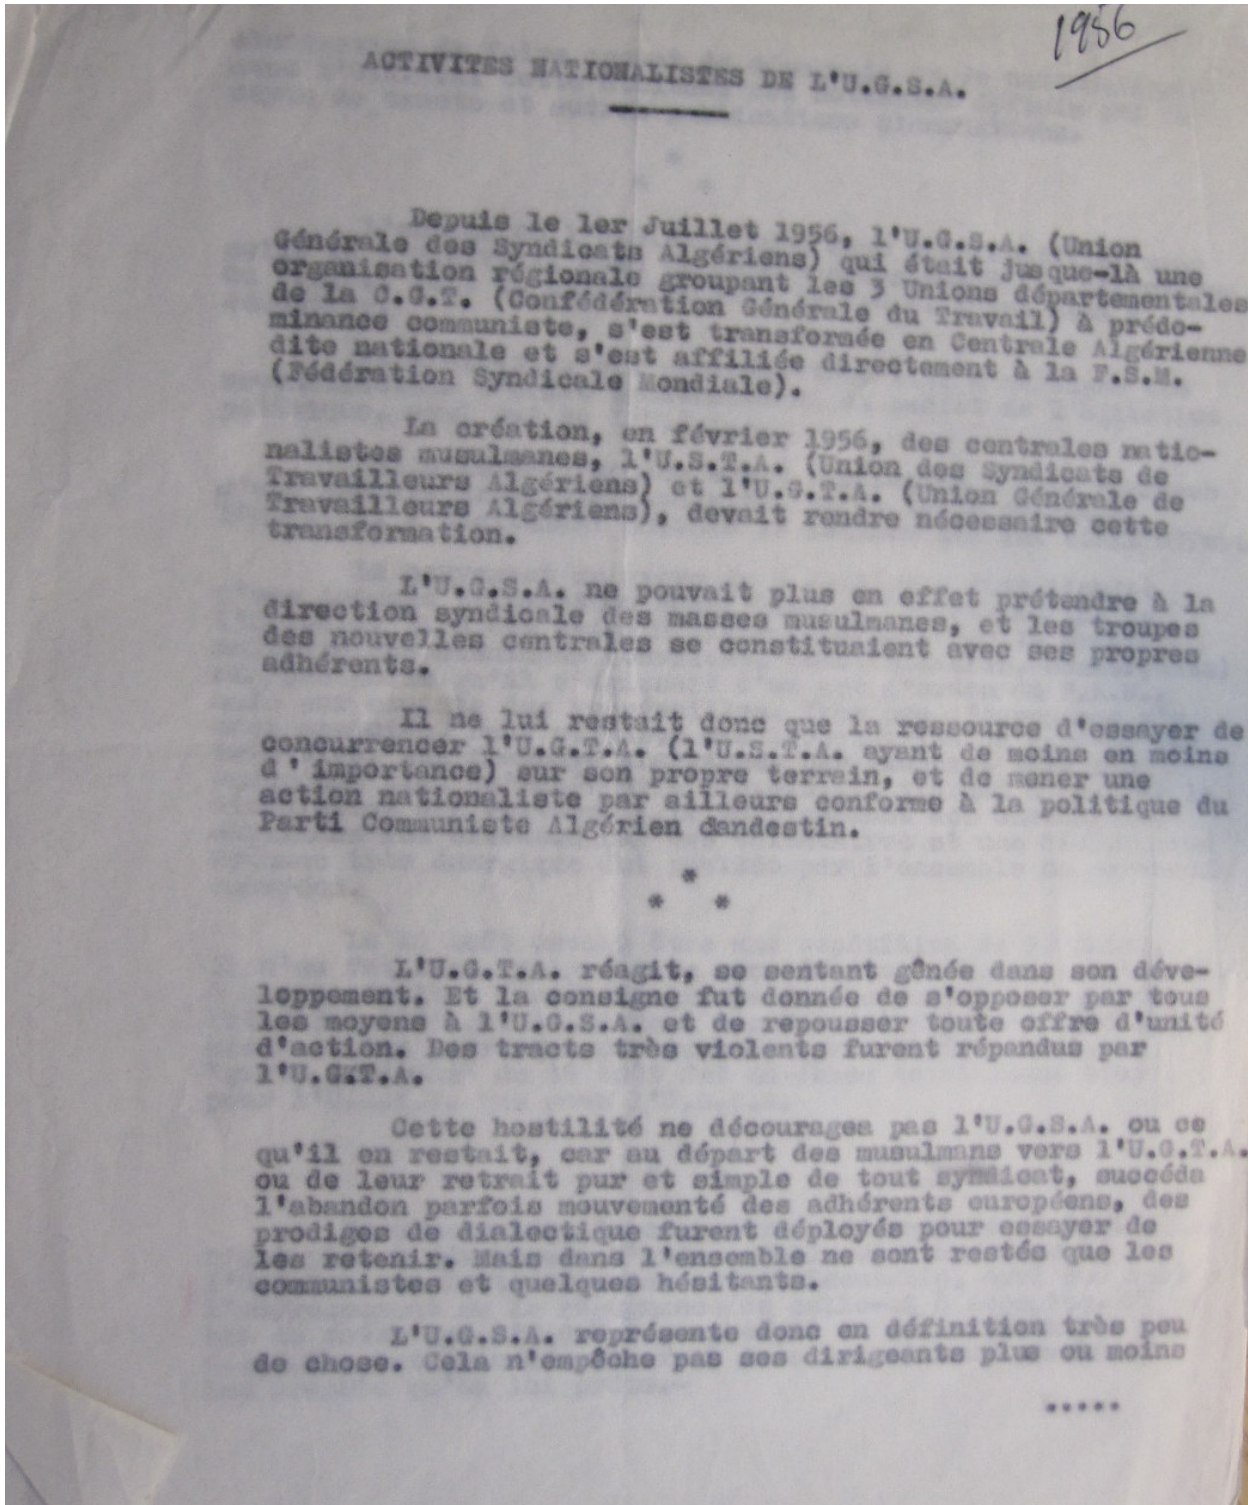 1956
ACTIVITES NATIONALISTES DE L'U.G.S.A.
Depuis le 1er Juillet 1956, l'U.G.S.A. (Union
Générale des Syndicats Algériens) qui était jusque-là une
organisation régionale groupant les 3 Unions départementales
de la C.G.T. (Confédération Générale du Travail) à prédo-
minance communiste, s'est transformée en Centrale Algérienne
dite nationale et s'est affiliée directement à la F.S.M.
(Fédération Syndicale Mondiale).
La création, en février 1956, des centrales natio-
nalistes musulmanes, l'U.S.T.A. (Union des Syndicats de
Travailleurs Algériens) et l'U.G.T.A. (Union Générale de
Travailleurs Algériens), devait rendre nécessaire cette
transformation.
L'U.G.S.A. ne pouvait plus en effet prétendre à la
direction syndicale des masses musulmanes, et les troupes
des nouvelles centrales se constituaient avec ses propres
adhérents.
Il ne lui restait donc que la ressource d'essayer de
concurrencer l'U.G.T.A. (l'U.S.T.A. ayant de moins en moins
d'importance) sur son propre terrain, et de mener une
action nationaliste par ailleurs conforme à la politique du
Parti Communiste Algérien dandestin.
*
* *
L'U.G.T.A. réagit, se sentant gênée dans son déve-
loppement. Et la consigne fut donnée de s'opposer par tous
les moyens à l'U.G.S.A. et de repousser toute offre d'unité
d'action. Des tracts très violents furent répandus par
l'U.G.T.A.
Cette hostilité ne découragea pas l'U.G.S.A. ou ce
qu'il en restait, car au départ des musulmans vers l'U.G.T.A.
ou de leur retrait pur et simple de tout syndicat, succéda
l'abandon parfois mouvementé des adhérents européens, des
prodiges de dialectique furent déployés pour essayer de
les retenir. Mais dans l'ensemble ne sont restés que les
communistes et quelques hésitants.
L'U.G.S.A. représente donc en définition très peu
de chose. Cela n'empêche pas ses dirigeants plus ou moins
.....